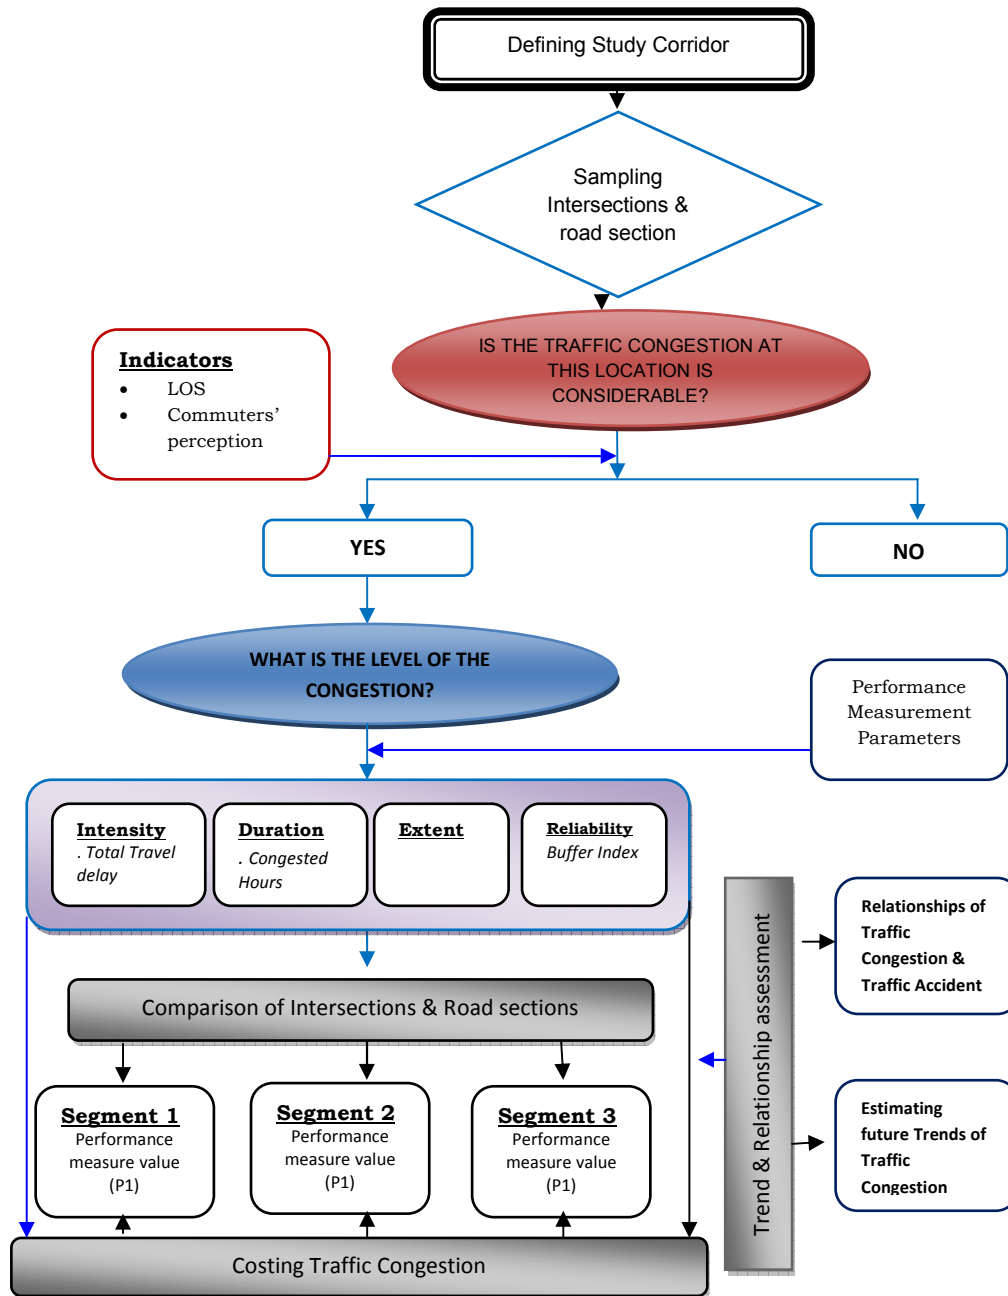 Defining Study Corridor
Sampling
Intersections &
road section
IS THE TRAFFIC CONGESTION AT
THIS LOCATION IS
CONSIDERABLE?
Indicators
• LOS
• Commuters’
perception
YES
NO
WHAT IS THE LEVEL OF THE
CONGESTION?
Performance
Measurement
Parameters
Intensity
. Total Travel
delay
Duration
. Congested
Hours
Extent
Reliability
Buffer Index
Comparison of Intersections & Road sections
Segment 1
Performance
measure value
(P1)
Segment 2
Performance
measure value
(P1)
Segment 3
Performance
measure value
(P1)
Costing Traffic Congestion
Trend & Relationship assessment
Relationships of
Traffic
Congestion &
Traffic Accident
Estimating
future Trends of
Traffic
Congestion